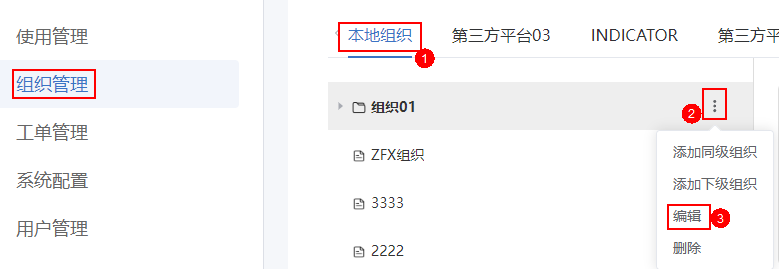 使用管理
组织管理
工单管理
系统配置
用户管理
本地组织 第三方平台03 INDICATOR 第三方平
1
组织01
2
ZFX组织
3333
2222
添加同级组织
添加下级组织
编辑
3
删除